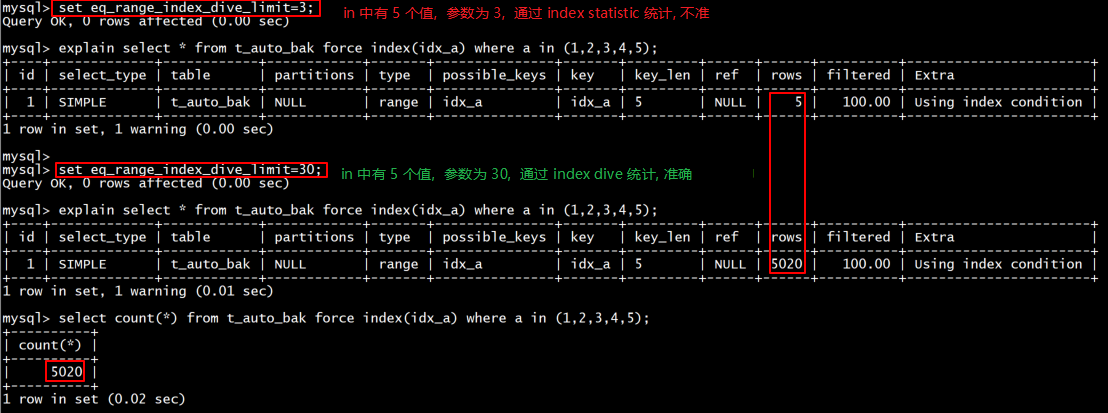 mysql> set eq_range_index_dive_limit=3; in 中有 5 个值，参数为 3，通过 index statistic 统计, 不准
Query OK, 0 rows affected (0.00 sec)
mysql> explain select * from t_auto_bak force index(idx_a) where a in (1,2,3,4,5);
+----+-------------+------------+------------+-------+---------------+-------+---------+------+------+----------+-----------------------+
| id | select_type | table      | partitions | type  | possible_keys | key   | key_len | ref  | rows | filtered | Extra                 |
+----+-------------+------------+------------+-------+---------------+-------+---------+------+------+----------+-----------------------+
|  1 | SIMPLE      | t_auto_bak | NULL       | range | idx_a         | idx_a | 5       | NULL |    5 |   100.00 | Using index condition |
+----+-------------+------------+------------+-------+---------------+-------+---------+------+------+----------+-----------------------+
1 row in set, 1 warning (0.00 sec)
mysql>
mysql> set eq_range_index_dive_limit=30; in 中有 5 个值，参数为 30，通过 index dive 统计, 准确
Query OK, 0 rows affected (0.00 sec)
mysql> explain select * from t_auto_bak force index(idx_a) where a in (1,2,3,4,5);
+----+-------------+------------+------------+-------+---------------+-------+---------+------+------+----------+-----------------------+
| id | select_type | table      | partitions | type  | possible_keys | key   | key_len | ref  | rows | filtered | Extra                 |
+----+-------------+------------+------------+-------+---------------+-------+---------+------+------+----------+-----------------------+
|  1 | SIMPLE      | t_auto_bak | NULL       | range | idx_a         | idx_a | 5       | NULL | 5020 |   100.00 | Using index condition |
+----+-------------+------------+------------+-------+---------------+-------+---------+------+------+----------+-----------------------+
1 row in set, 1 warning (0.01 sec)
mysql> select count(*) from t_auto_bak force index(idx_a) where a in (1,2,3,4,5);
+----------+
| count(*) |
+----------+
|     5020 |
+----------+
1 row in set (0.02 sec)